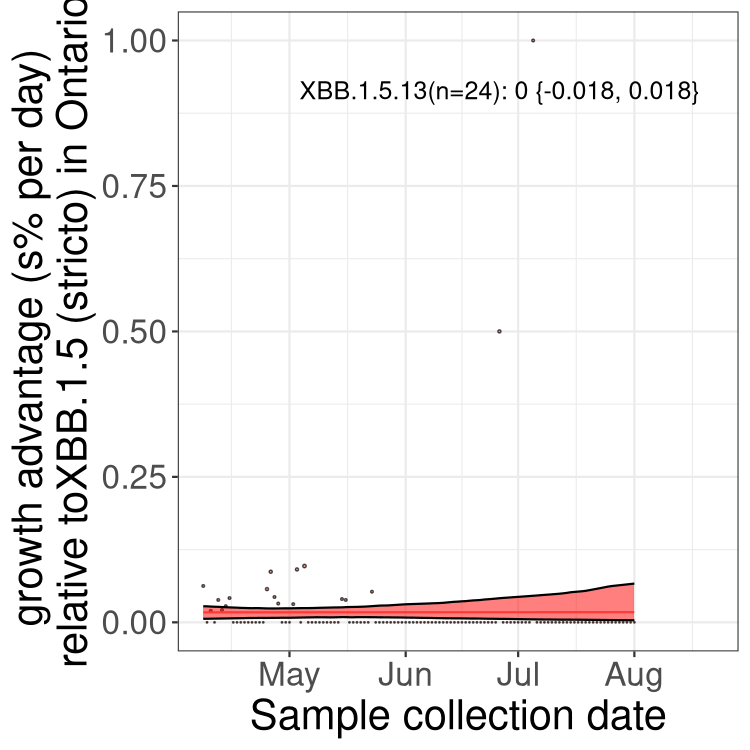 growth advantage (s% per day)
relative toXBB.1.5 (stricto) in Ontario
1.00
0.75
0.50
0.25
0.00
XBB.1.5.13(n=24): 0 {-0.018, 0.018}
May Jun Jul Aug
Sample collection date